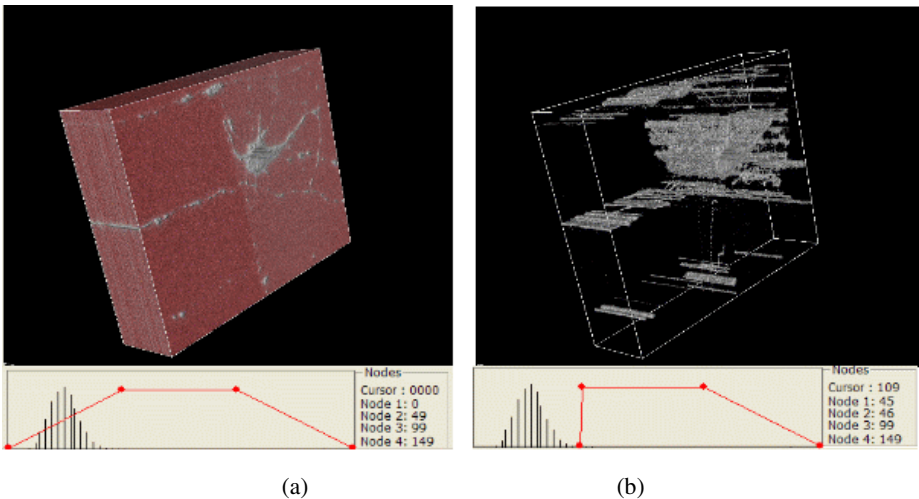 Nodes
Cursor : 0000
Node 1: 0
Node 2: 49
Node 3: 99
Node 4: 149
Nodes
Cursor : 109
Node 1: 45
Node 2: 46
Node 3: 99
Node 4: 149
(a)
(b)